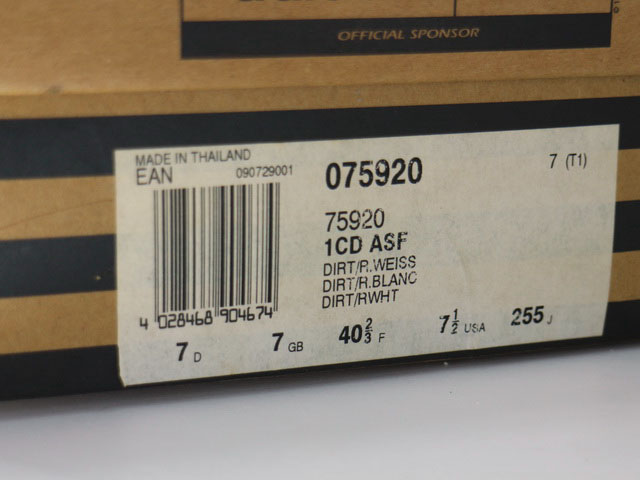 OFFICIAL SPONSOR
MADE IN THAILAND
EAN 090729001
075920
7 (T1)
75920
1CD ASF
DIRT/R.WEISS
DIRT/R.BLANC
DIRT/RWHT
4 028468 904674
7 D 7 GB 40 2/3 F 7 1/2 USA 255 J